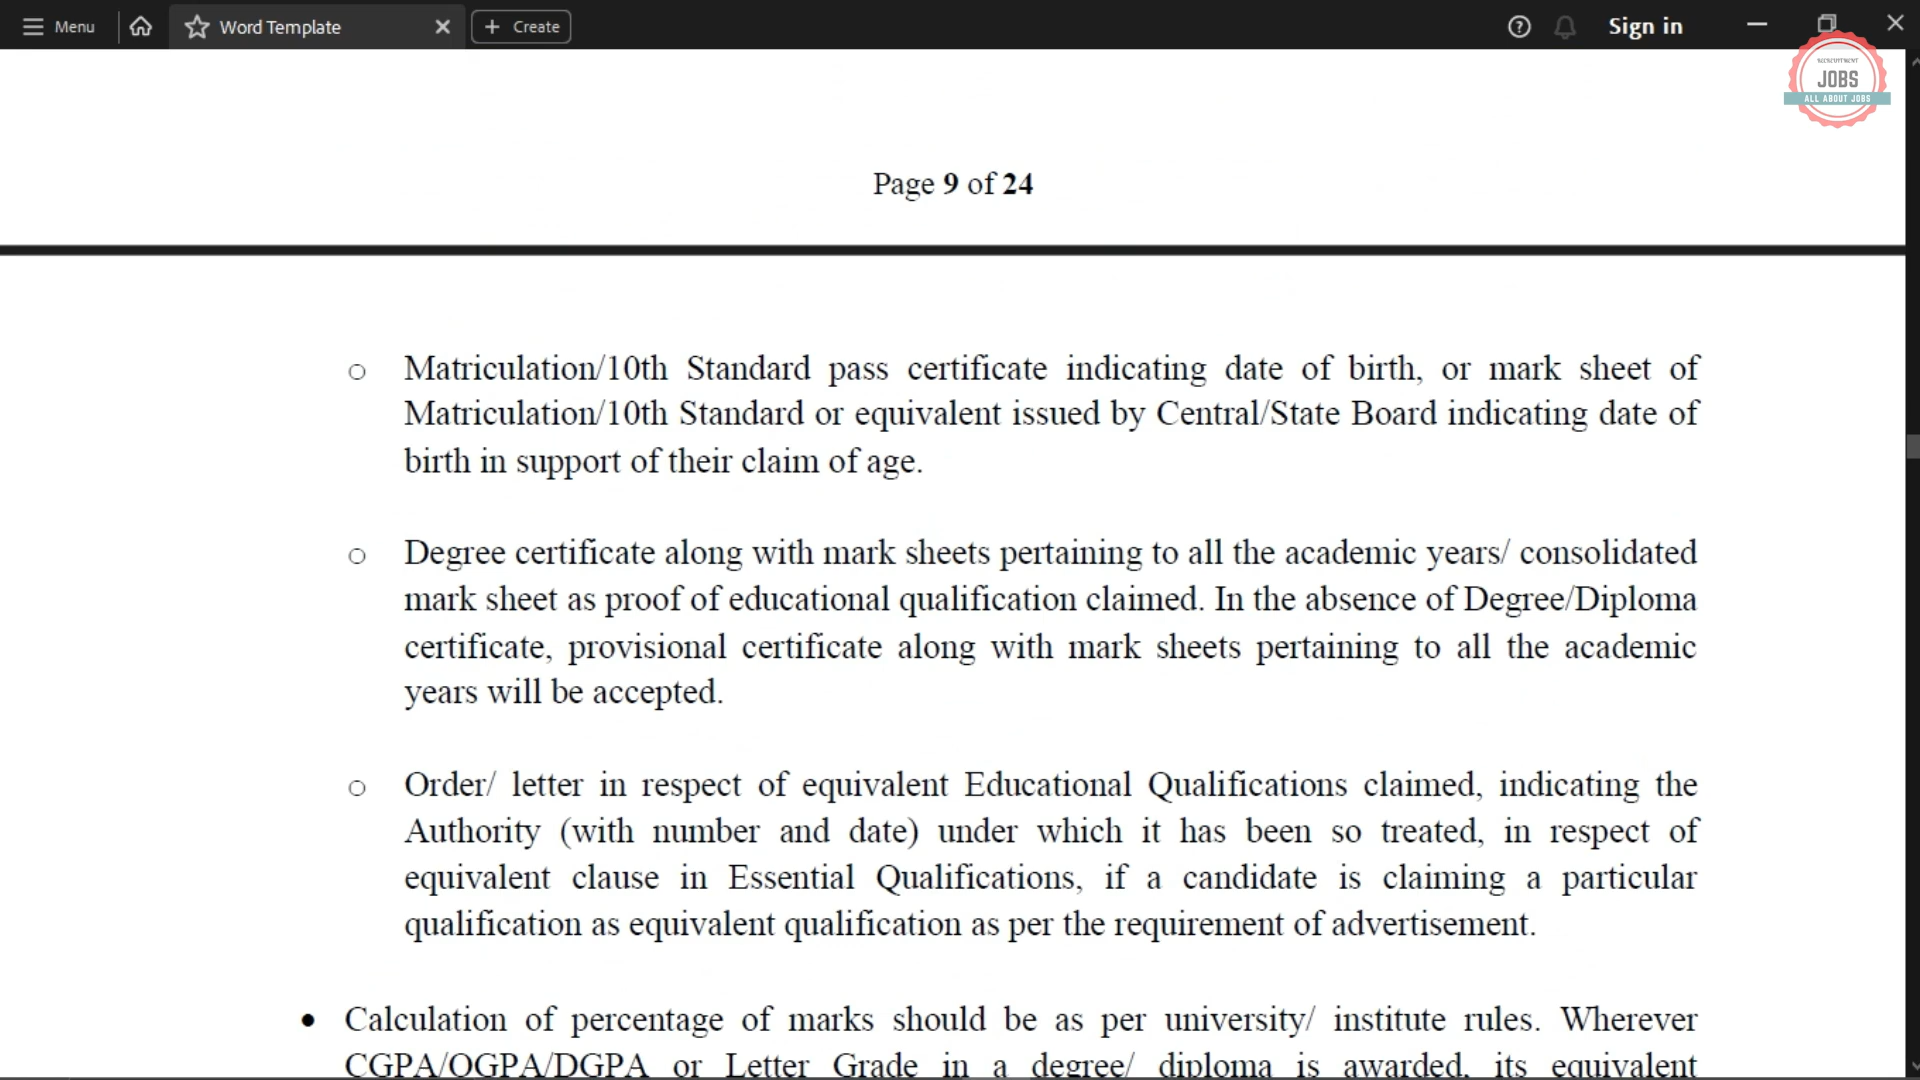 Menu
Word Template
Create
Sign in
RECRUITMENT
JOBS
ALL ABOUT JOBS
Page 9 of 24
Matriculation/10th Standard pass certificate indicating date of birth, or mark sheet of
Matriculation/10th Standard or equivalent issued by Central/State Board indicating date of
birth in support of their claim of age.
Degree certificate along with mark sheets pertaining to all the academic years/ consolidated
mark sheet as proof of educational qualification claimed. In the absence of Degree/Diploma
certificate, provisional certificate along with mark sheets pertaining to all the academic
years will be accepted.
Order/ letter in respect of equivalent Educational Qualifications claimed, indicating the
Authority (with number and date) under which it has been so treated, in respect of
equivalent clause in Essential Qualifications, if a candidate is claiming a particular
qualification as equivalent qualification as per the requirement of advertisement.
Calculation of percentage of marks should be as per university/ institute rules. Wherever
CGPA/OGPA/DGPA or Letter Grade in a degree/ diploma is awarded, its equivalent